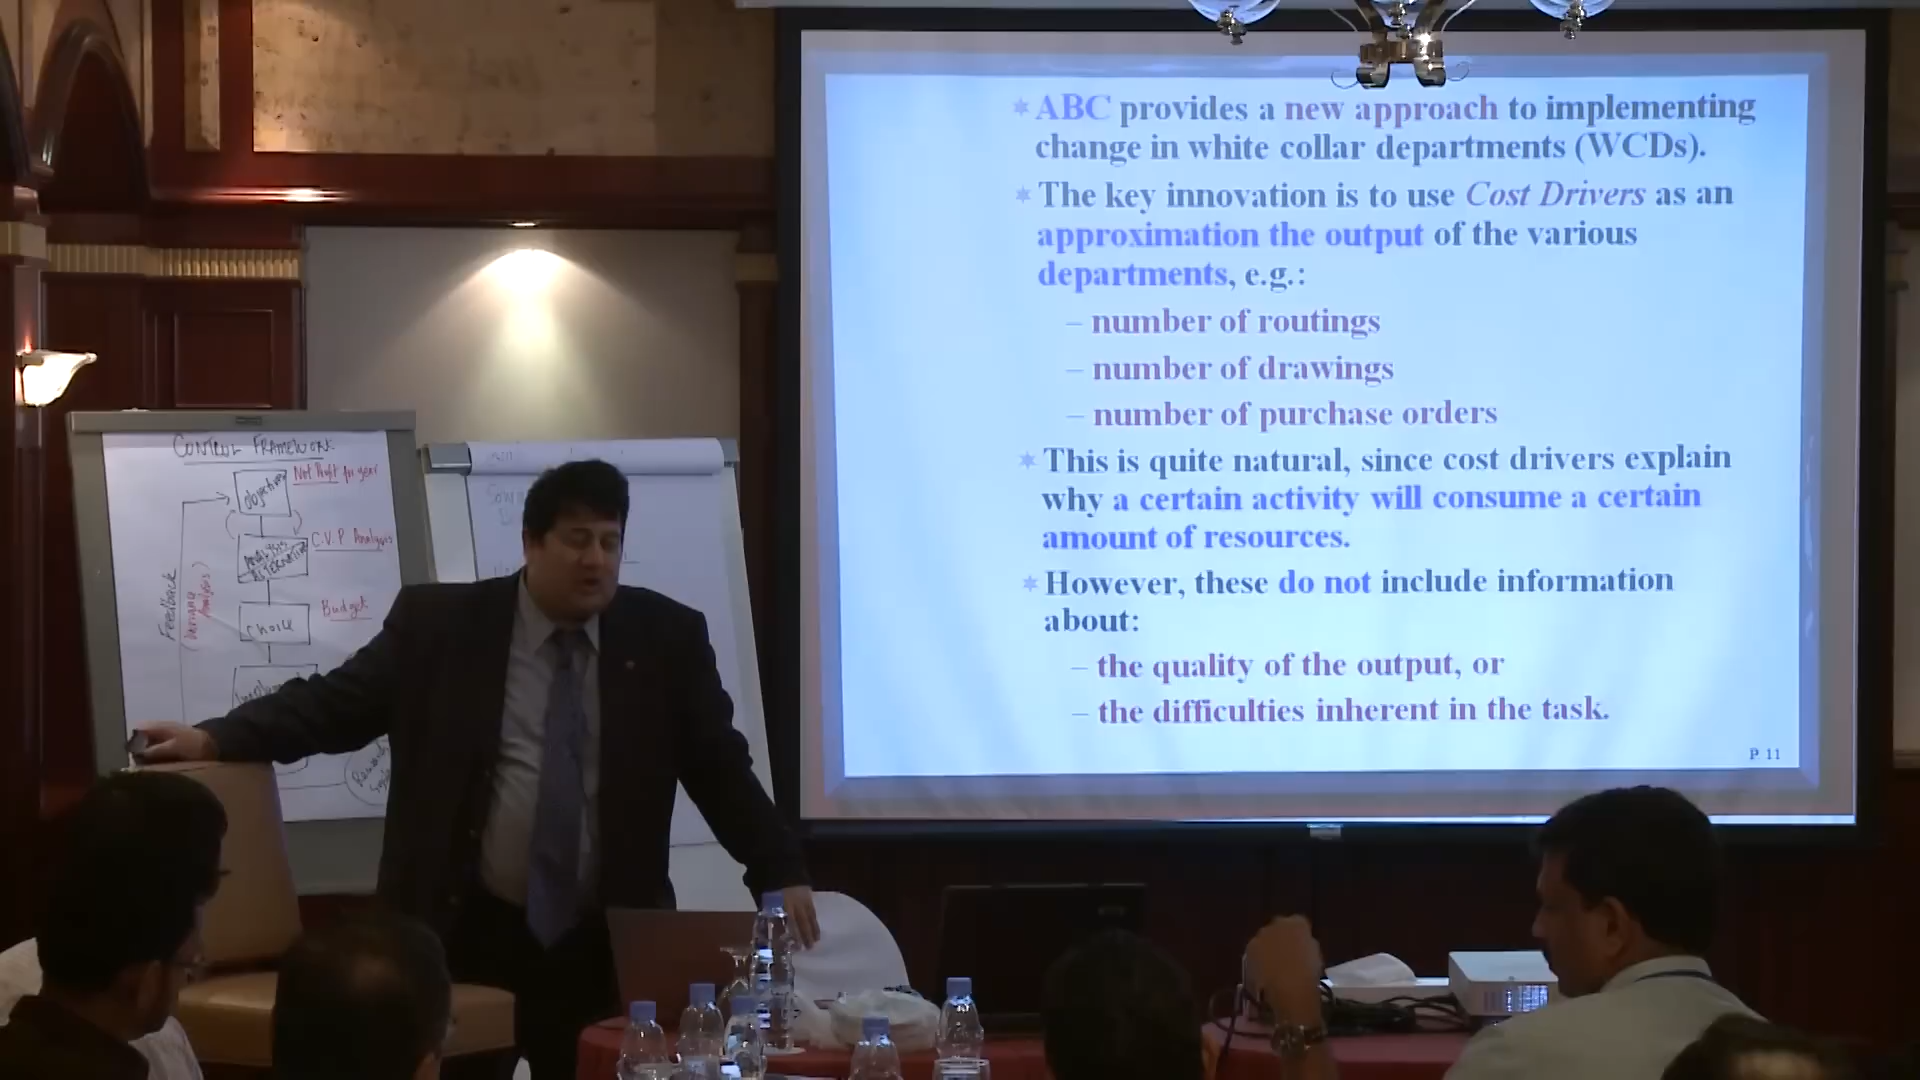 * ABC provides a new approach to implementing
change in white collar departments (WCDs).
* The key innovation is to use Cost Drivers as an
approximation the output of the various
departments, e.g.:
– number of routings
– number of drawings
– number of purchase orders
* This is quite natural, since cost drivers explain
why a certain activity will consume a certain
amount of resources.
* However, these do not include information
about:
– the quality of the output, or
– the difficulties inherent in the task.
P 11
CONTROL FRAMEWORK
Objective
Net Profit for year
ANALYSIS
ALTERNATIVE
C.V.P Analysis
Choice
Budget
Feedback
(Variance
Analysis)